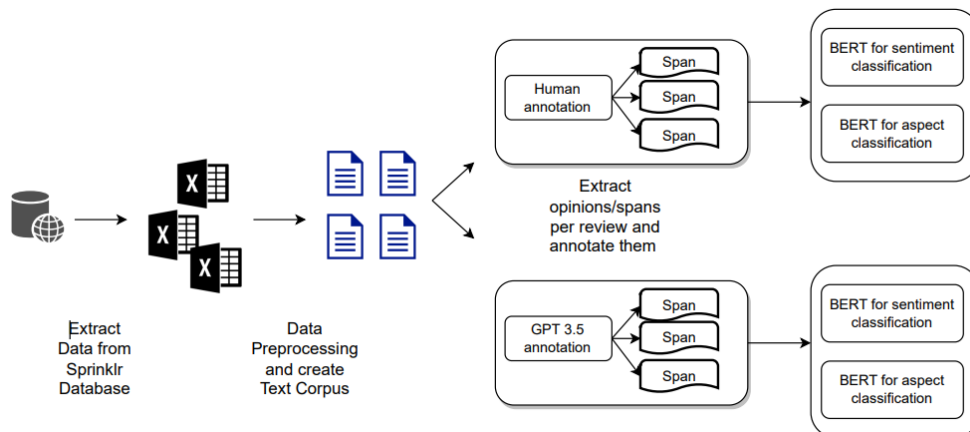 Extract
Data from
Sprinklr
Database
X
X
X
Data
Preprocessing
and create
Text Corpus
Human
annotation
Span
Span
Span
Extract
opinions/spans
per review and
annotate them
GPT 3.5
annotation
Span
Span
Span
BERT for sentiment
classification
BERT for aspect
classification
BERT for sentiment
classification
BERT for aspect
classification